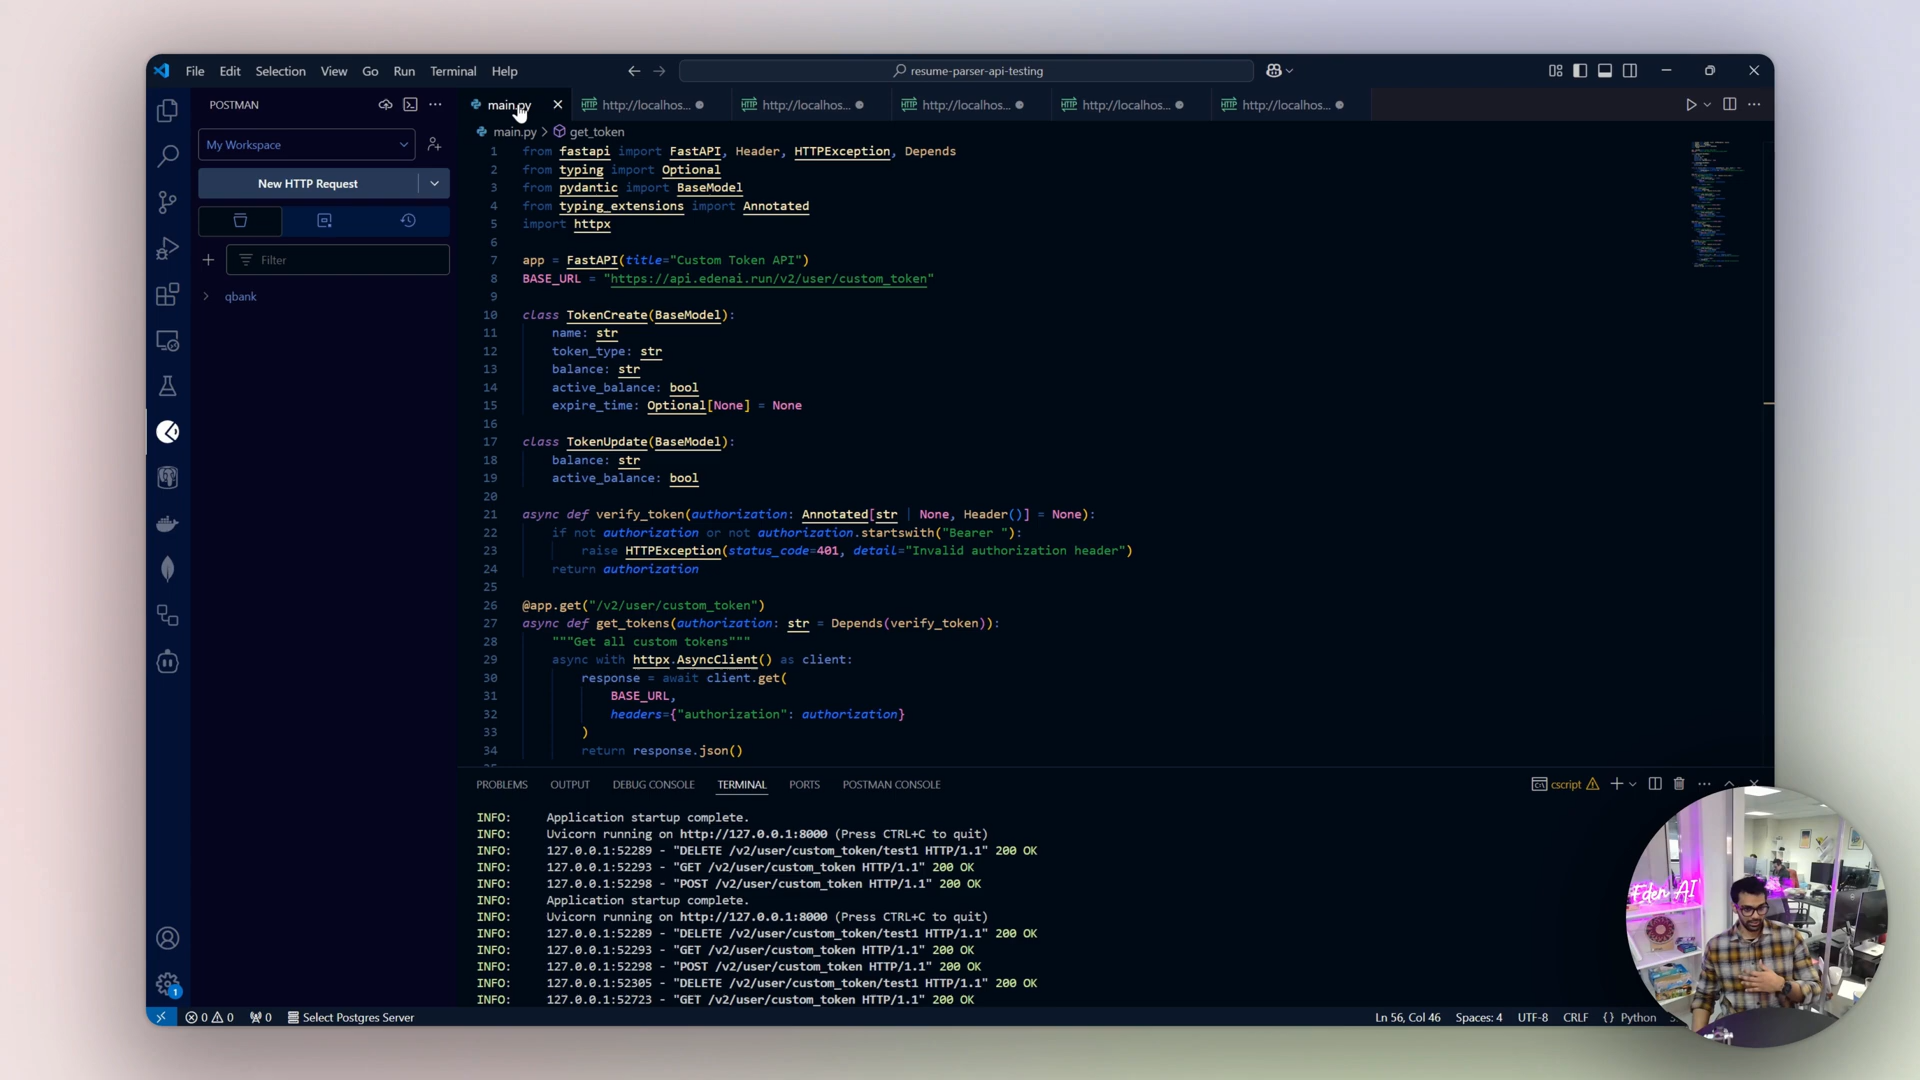 File Edit Selection View Go Run Terminal Help
resume-parser-api-testing
POSTMAN
main.py
http://localhos...
http://localhos...
http://localhos...
http://localhos...
http://localhos...
My Workspace
main.py > get_token
New HTTP Request
Filter
qbank
1 from fastapi import FastAPI, Header, HTTPException, Depends
2 from typing import Optional
3 from pydantic import BaseModel
4 from typing_extensions import Annotated
5 import httpx
6
7 app = FastAPI(title="Custom Token API")
8 BASE_URL = "https://api.edenai.run/v2/user/custom_token"
9
10 class TokenCreate(BaseModel):
11 name: str
12 token_type: str
13 balance: str
14 active_balance: bool
15 expire_time: Optional[None] = None
16
17 class TokenUpdate(BaseModel):
18 balance: str
19 active_balance: bool
20
21 async def verify_token(authorization: Annotated[str | None, Header()] = None):
22 if not authorization or not authorization.startswith("Bearer "):
23 raise HTTPException(status_code=401, detail="Invalid authorization header")
24 return authorization
25
26 @app.get("/v2/user/custom_token")
27 async def get_tokens(authorization: str = Depends(verify_token)):
28 """Get all custom tokens"""
29 async with httpx.AsyncClient() as client:
30 response = await client.get(
31 BASE_URL,
32 headers={"authorization": authorization}
33 )
34 return response.json()
PROBLEMS OUTPUT DEBUG CONSOLE TERMINAL PORTS POSTMAN CONSOLE
cscript
INFO: Application startup complete.
INFO: Uvicorn running on http://127.0.0.1:8000 (Press CTRL+C to quit)
INFO: 127.0.0.1:52289 - "DELETE /v2/user/custom_token/test1 HTTP/1.1" 200 OK
INFO: 127.0.0.1:52293 - "GET /v2/user/custom_token HTTP/1.1" 200 OK
INFO: 127.0.0.1:52298 - "POST /v2/user/custom_token HTTP/1.1" 200 OK
INFO: Application startup complete.
INFO: Uvicorn running on http://127.0.0.1:8000 (Press CTRL+C to quit)
INFO: 127.0.0.1:52289 - "DELETE /v2/user/custom_token/test1 HTTP/1.1" 200 OK
INFO: 127.0.0.1:52293 - "GET /v2/user/custom_token HTTP/1.1" 200 OK
INFO: 127.0.0.1:52298 - "POST /v2/user/custom_token HTTP/1.1" 200 OK
INFO: 127.0.0.1:52305 - "DELETE /v2/user/custom_token/test1 HTTP/1.1" 200 OK
INFO: 127.0.0.1:52723 - "GET /v2/user/custom_token HTTP/1.1" 200 OK
Eden AI
1
0 0 0 Select Postgres Server
Ln 56, Col 46 Spaces: 4 UTF-8 CRLF {} Python